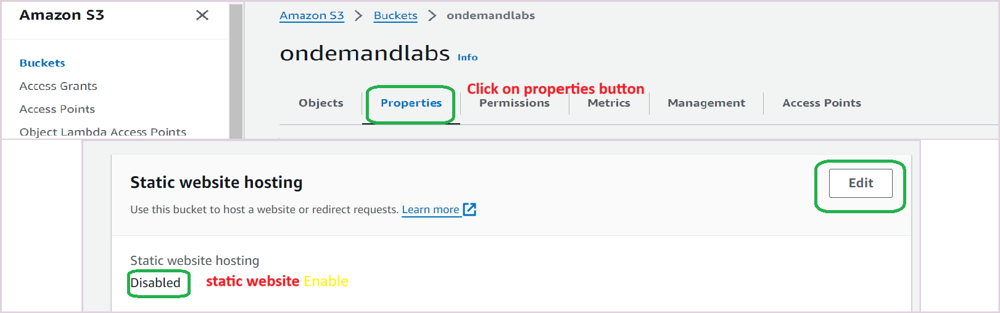 Amazon S3
Buckets
Access Grants
Access Points
Object Lambda Access Points
Amazon S3 > Buckets > ondemandlabs
ondemandlabs Info
Click on properties button
Objects Properties Permissions Metrics Management Access Points
Static website hosting
Edit
Use this bucket to host a website or redirect requests. Learn more
Static website hosting
Disabled static website Enable